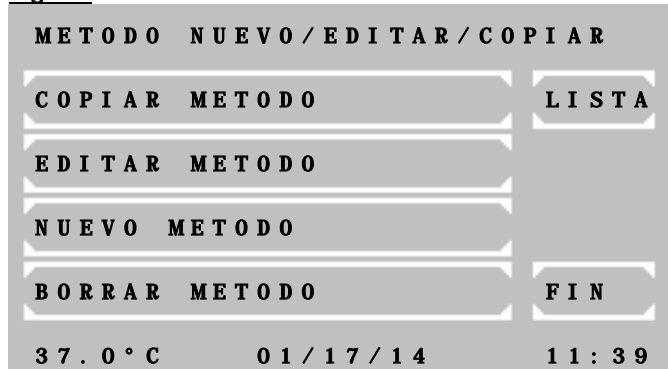 METODO NUEVO/EDITAR/COPIAR
COPIAR METODO LISTA
EDITAR METODO
NUEVO METODO
BORRAR METODO FIN
37.0°C 01/17/14 11:39